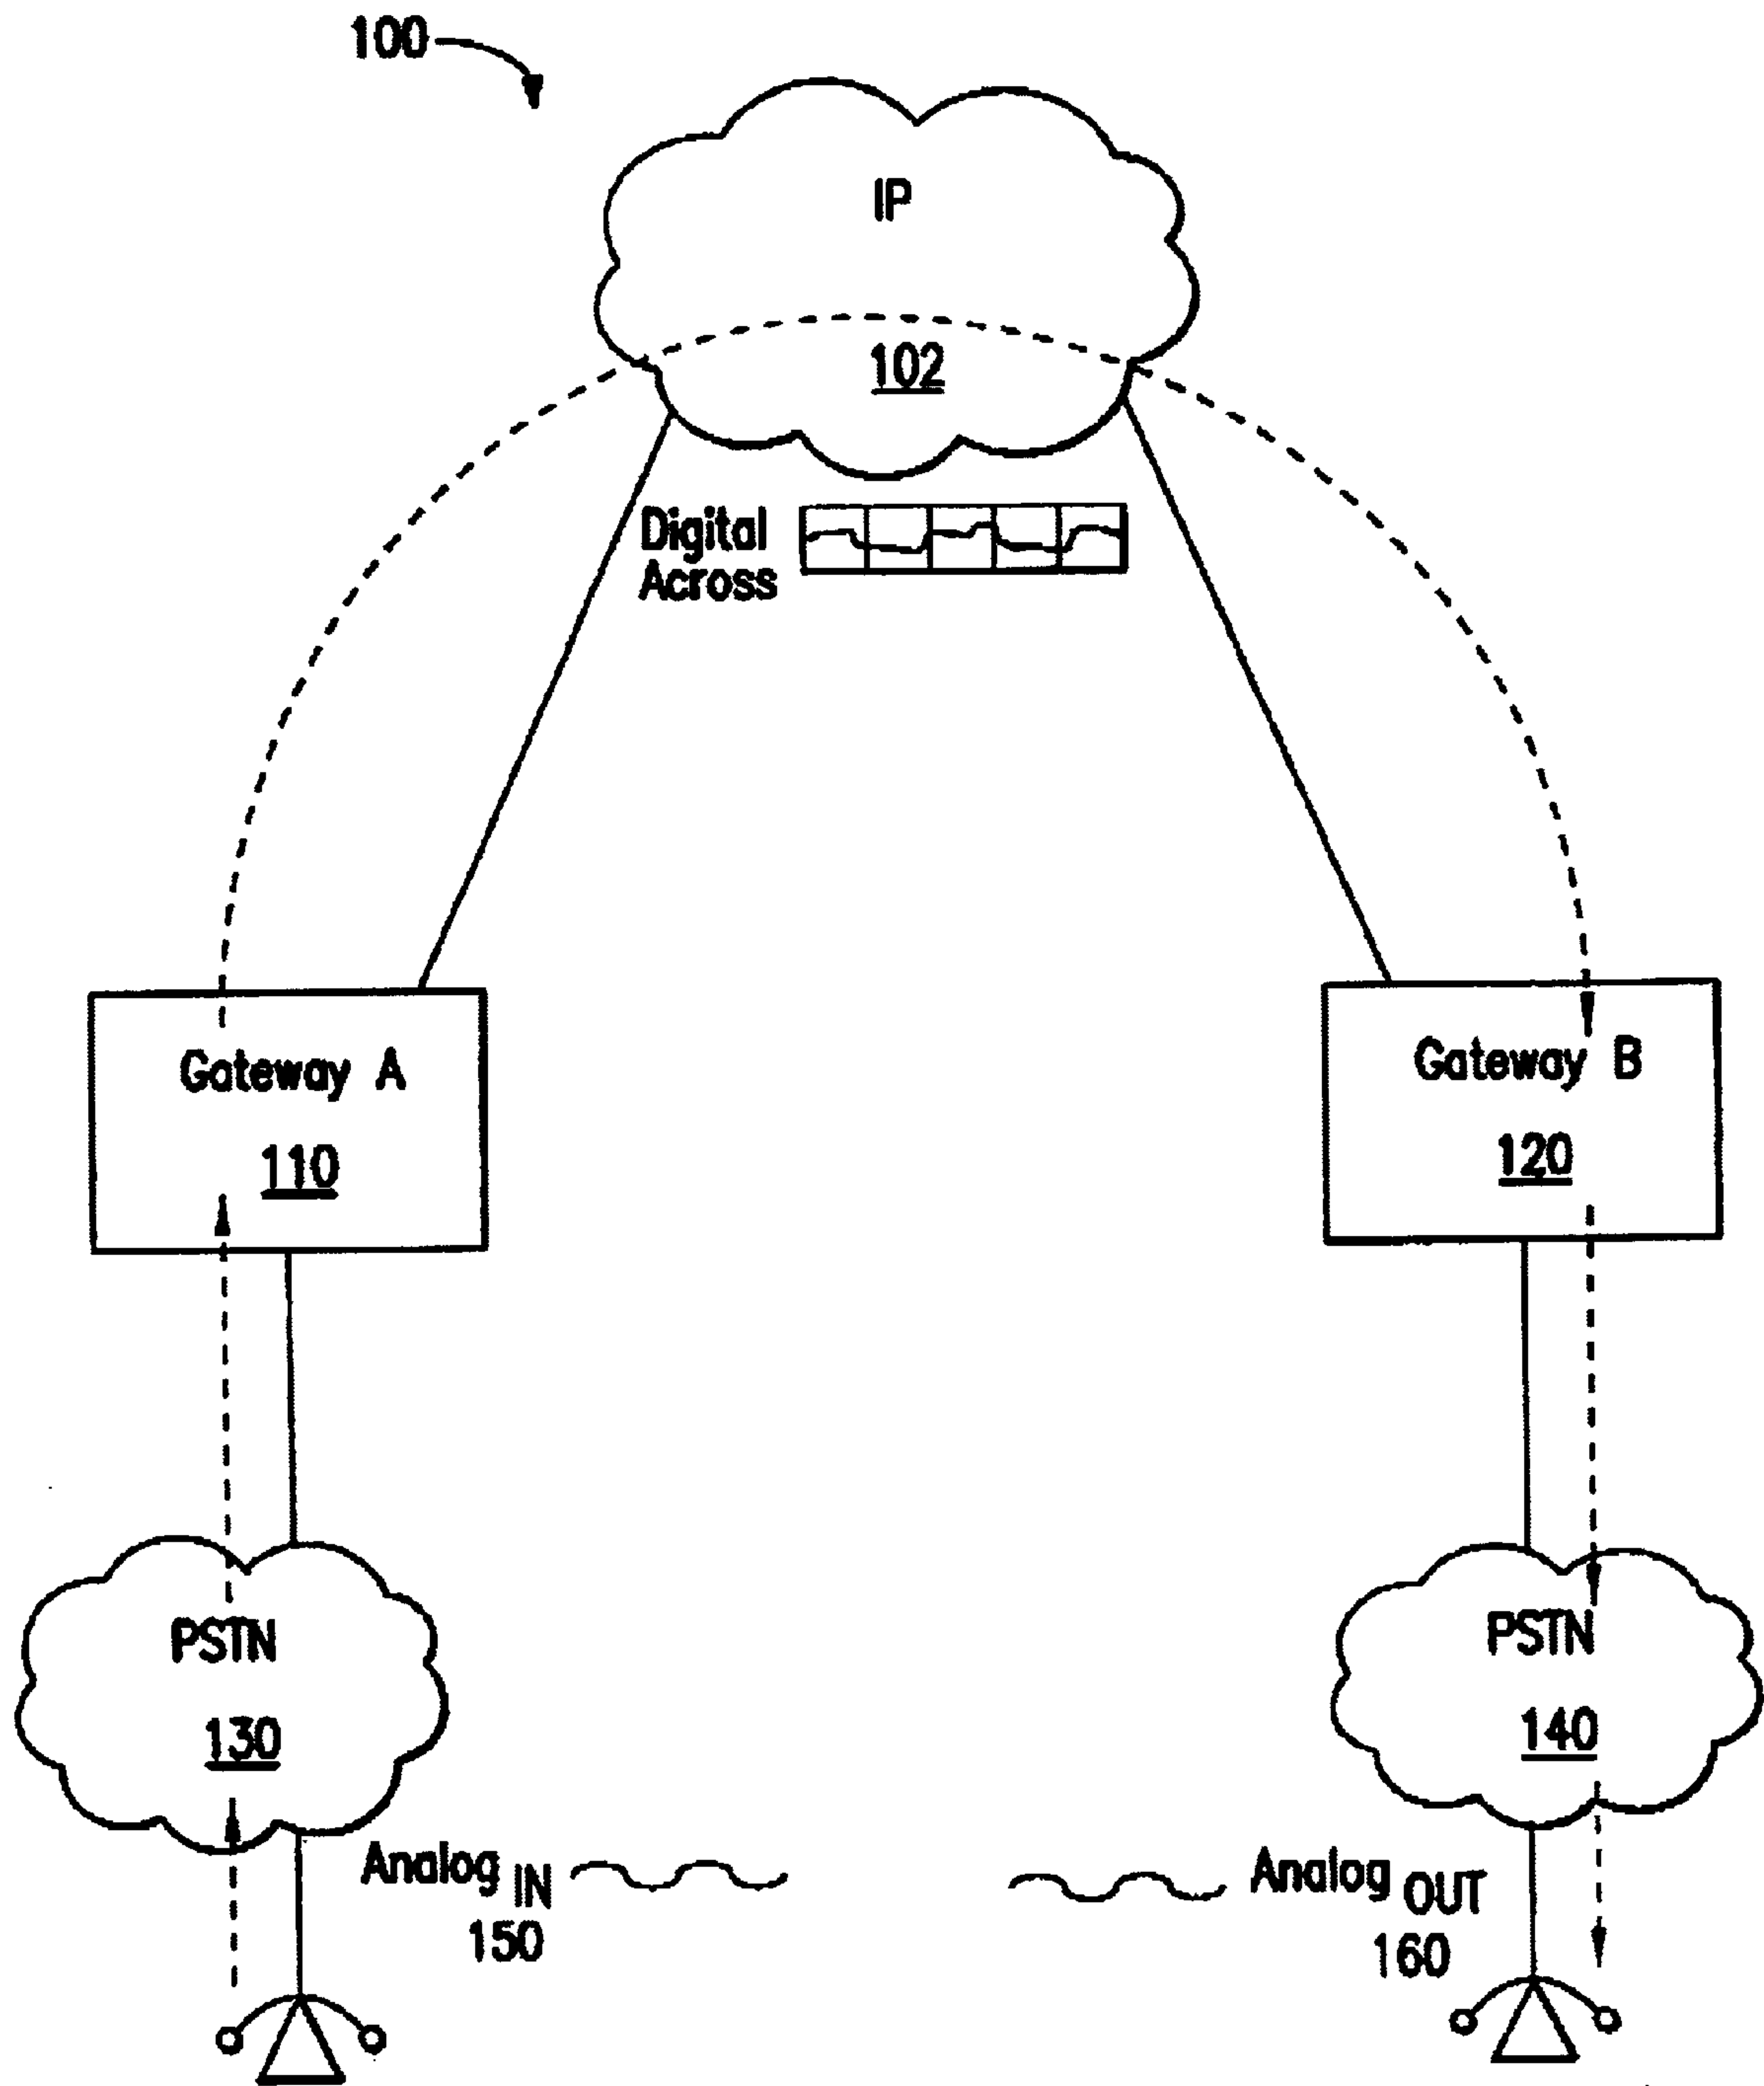 100
IP
102
Digital
Across
Gateway A
110
Gateway B
120
PSTN
130
PSTN
140
Analog IN
150
Analog OUT
160